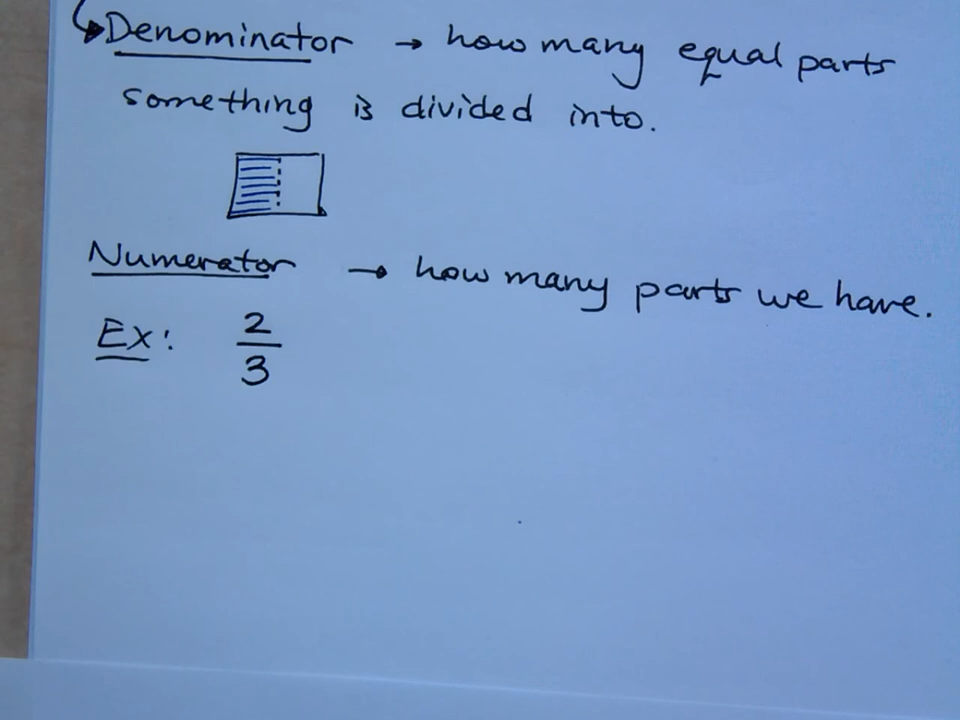 Denominator → how many equal parts
something is divided into.
Numerator → how many parts we have.
Ex: 2/3